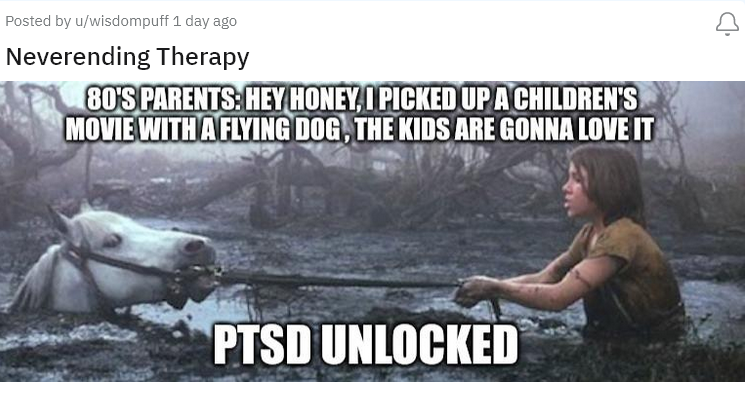 Posted by u/wisdompuff 1 day ago
Neverending Therapy
80'S PARENTS: HEY HONEY, I PICKED UP A CHILDREN'S
MOVIE WITH A FLYING DOG, THE KIDS ARE GONNA LOVE IT
PTSD UNLOCKED